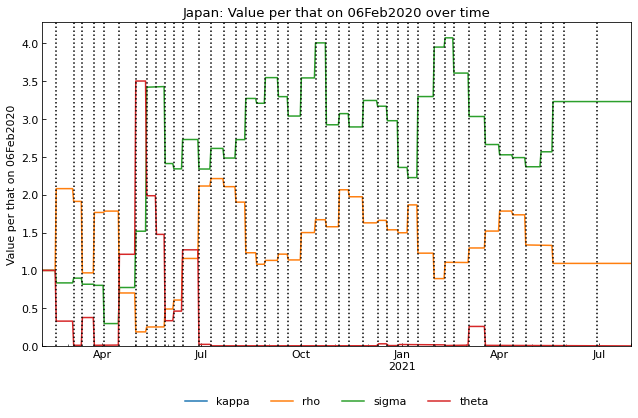 Japan: Value per that on 06Feb2020 over time
Value per that on 06Feb2020
4.0
3.5
3.0
2.5
2.0
1.5
1.0
0.5
0.0
Apr
Jul
Oct
Jan
2021
Apr
Jul
kappa
rho
sigma
theta